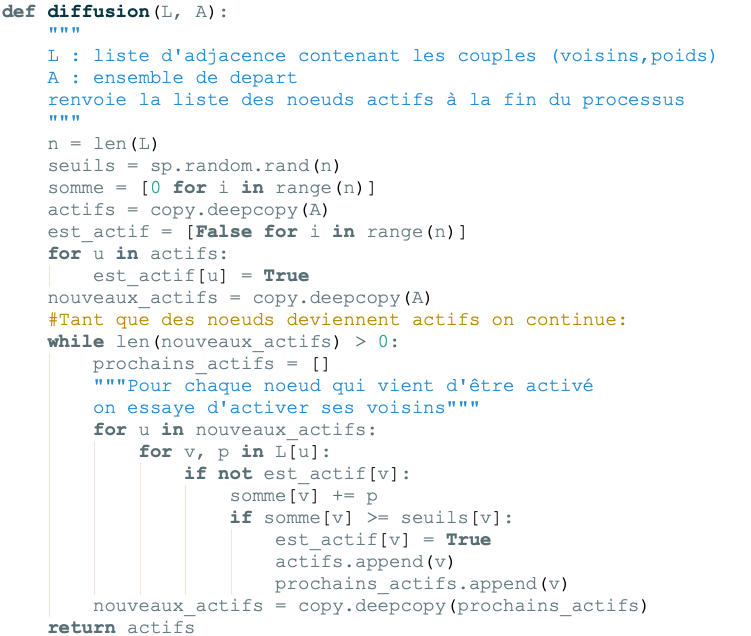 def diffusion(L, A):
    """
    L : liste d'adjacence contenant les couples (voisins,poids)
    A : ensemble de depart
    renvoie la liste des noeuds actifs à la fin du processus
    """
    n = len(L)
    seuils = sp.random.rand(n)
    somme = [0 for i in range(n)]
    actifs = copy.deepcopy(A)
    est_actif = [False for i in range(n)]
    for u in actifs:
        est_actif[u] = True
    nouveaux_actifs = copy.deepcopy(A)
    #Tant que des noeuds deviennent actifs on continue:
    while len(nouveaux_actifs) > 0:
        prochains_actifs = []
        """Pour chaque noeud qui vient d'être activé
        on essaye d'activer ses voisins"""
        for u in nouveaux_actifs:
            for v, p in L[u]:
                if not est_actif[v]:
                    somme[v] += p
                    if somme[v] >= seuils[v]:
                        est_actif[v] = True
                        actifs.append(v)
                        prochains_actifs.append(v)
        nouveaux_actifs = copy.deepcopy(prochains_actifs)
    return actifs